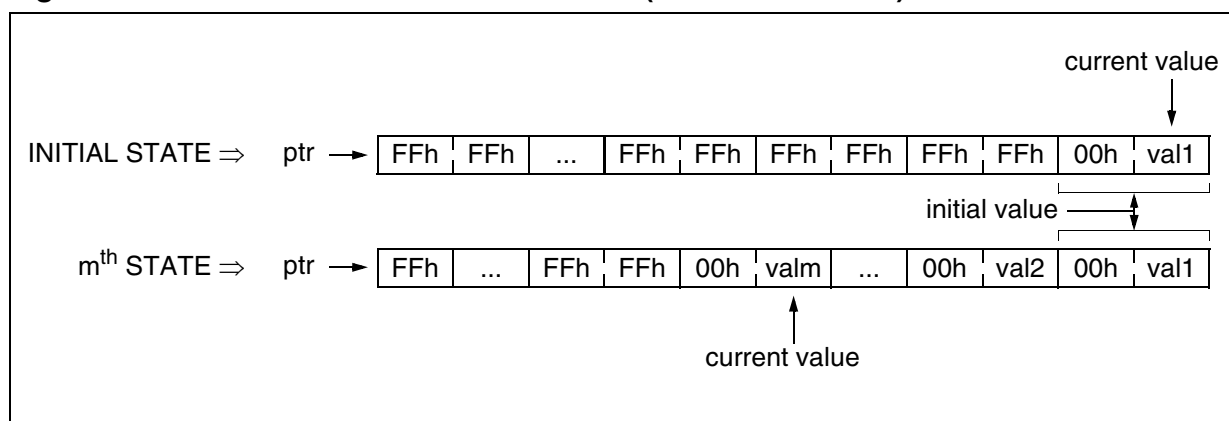 current value
INITIAL STATE ⇒ ptr FFh FFh ... FFh FFh FFh FFh FFh FFh 00h val1
initial value
mth STATE ⇒ ptr FFh ... FFh FFh 00h valm ... 00h val2 00h val1
current value